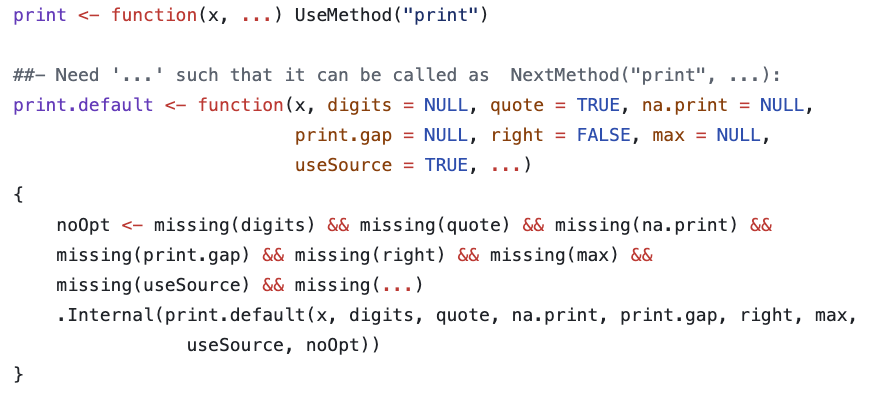 print <- function(x, ...) UseMethod("print")

##- Need '...' such that it can be called as  NextMethod("print", ...):
print.default <- function(x, digits = NULL, quote = TRUE, na.print = NULL,
                          print.gap = NULL, right = FALSE, max = NULL,
                          useSource = TRUE, ...)
{
    noOpt <- missing(digits) && missing(quote) && missing(na.print) &&
    missing(print.gap) && missing(right) && missing(max) &&
    missing(useSource) && missing(...)
    .Internal(print.default(x, digits, quote, na.print, print.gap, right, max,
                useSource, noOpt))
}